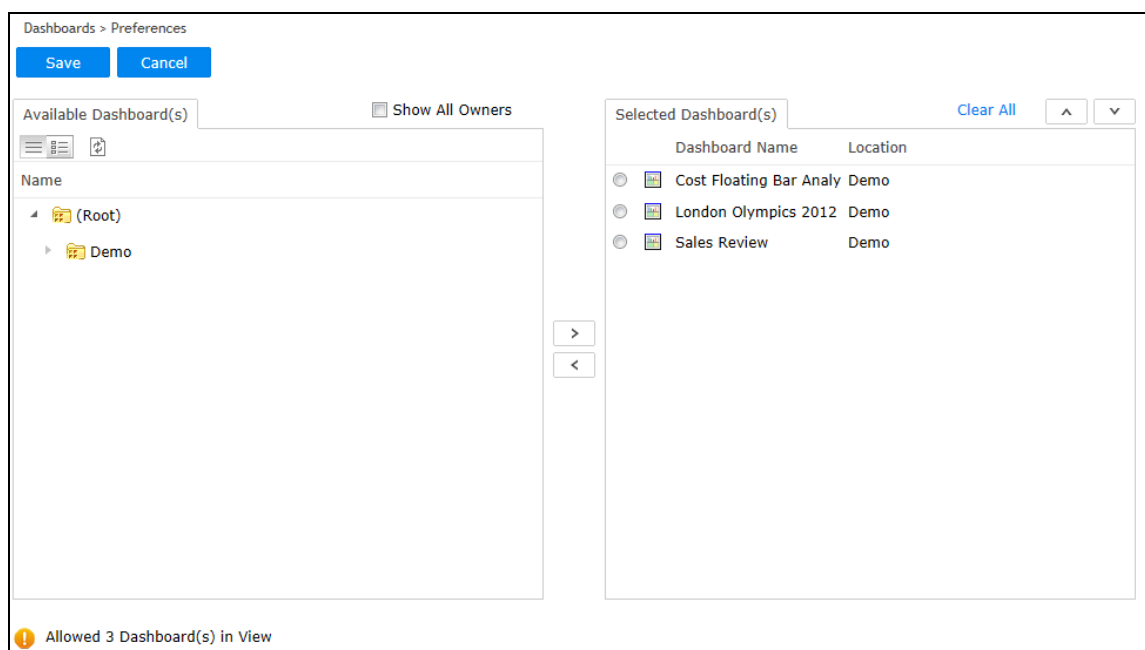 Dashboards > Preferences
Save Cancel
Available Dashboard(s) Show All Owners
Selected Dashboard(s) Clear All
Dashboard Name Location
Name
Cost Floating Bar Analy Demo
(Root)
London Olympics 2012 Demo
Demo
Sales Review Demo
>
<
Allowed 3 Dashboard(s) in View